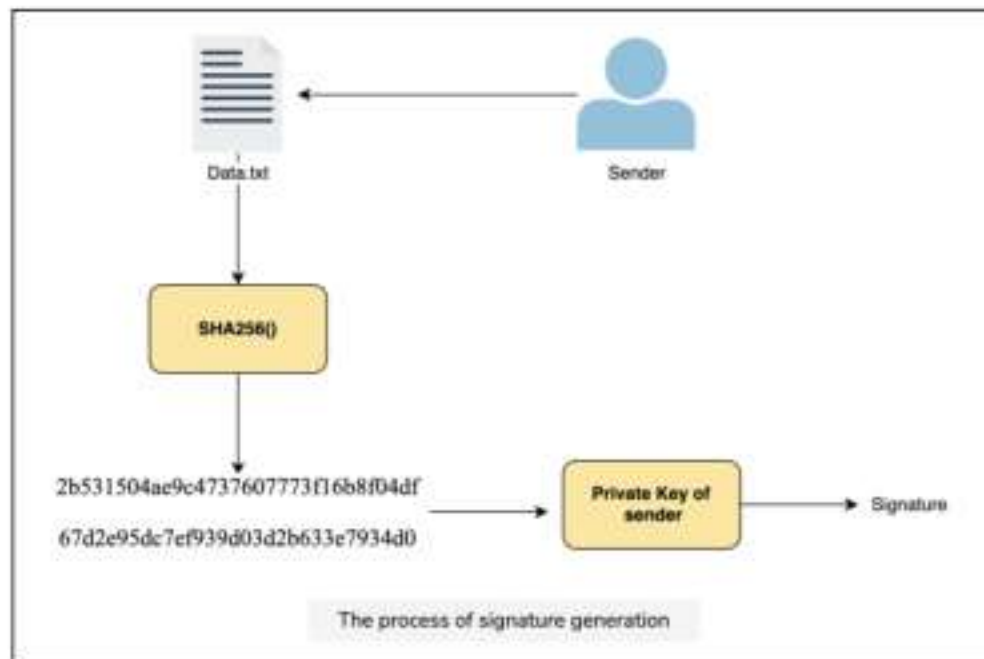 Data.txt
Sender
SHA256()
2b531504ae9c4737607773f16b8f04df
67d2e95dc7ef939d03d2b633e7934d0
Private Key of
sender
Signature
The process of signature generation